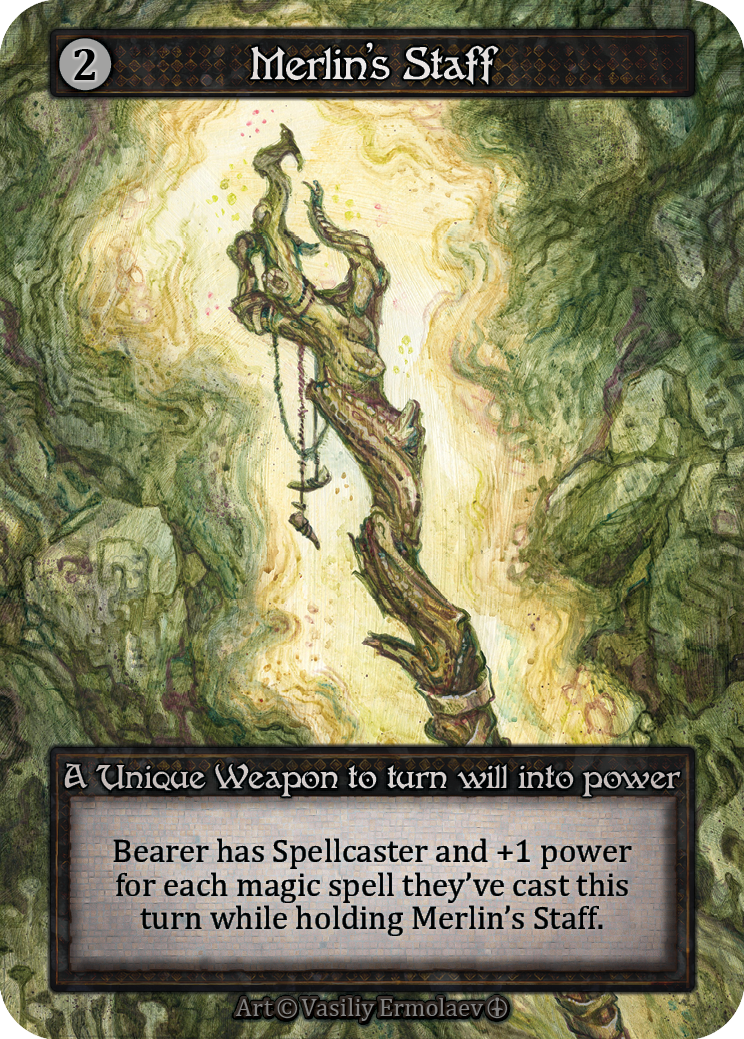 2
Merlin's Staff
A Unique Weapon to turn will into power
Bearer has Spellcaster and +1 power
for each magic spell they've cast this
turn while holding Merlin's Staff.
Art © Vasiliy Ermolaev